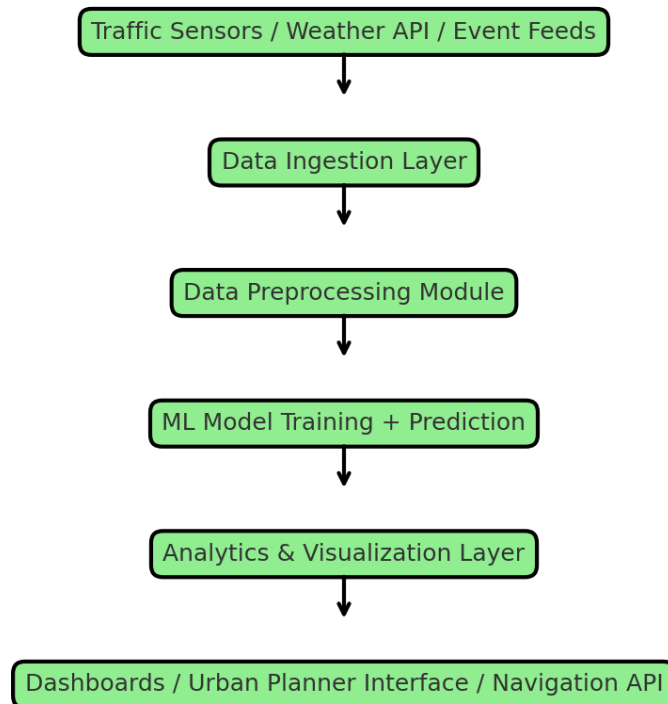 Traffic Sensors / Weather API / Event Feeds
Data Ingestion Layer
Data Preprocessing Module
ML Model Training + Prediction
Analytics & Visualization Layer
Dashboards / Urban Planner Interface / Navigation API